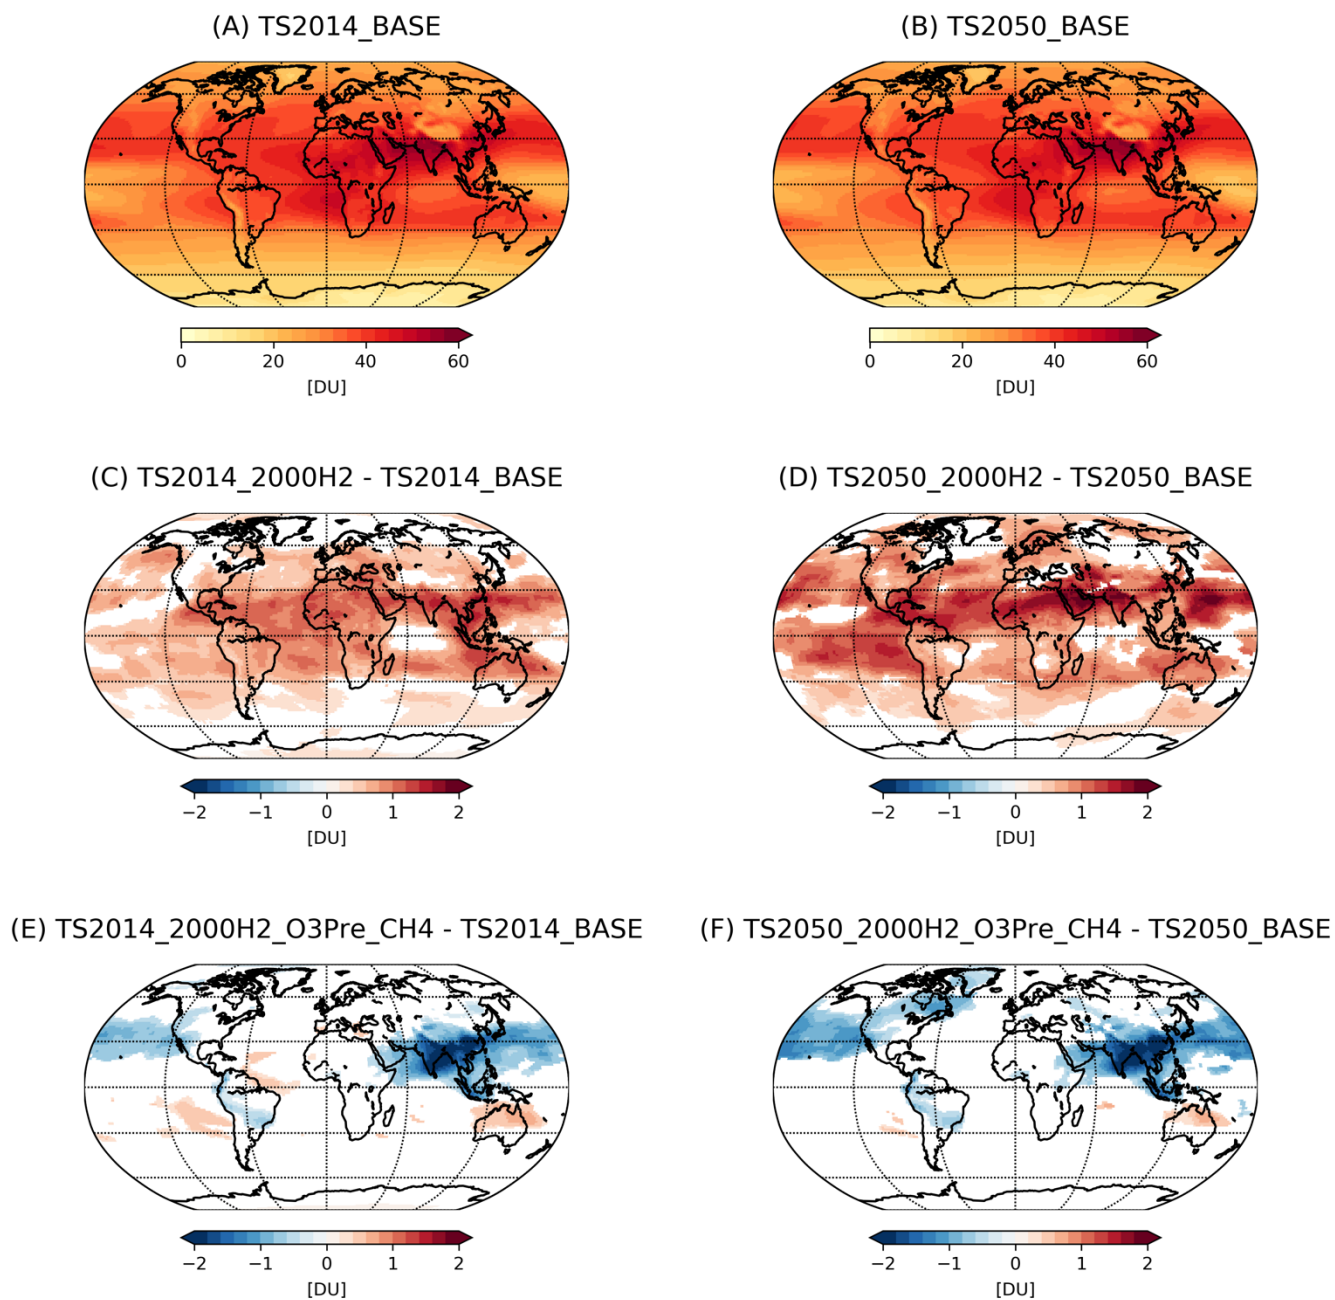 (A) TS2014_BASE
(B) TS2050_BASE
0 20 40 60
[DU]
0 20 40 60
[DU]
(C) TS2014_2000H2 - TS2014_BASE
(D) TS2050_2000H2 - TS2050_BASE
−2 −1 0 1 2
[DU]
−2 −1 0 1 2
[DU]
(E) TS2014_2000H2_O3Pre_CH4 - TS2014_BASE
(F) TS2050_2000H2_O3Pre_CH4 - TS2050_BASE
−2 −1 0 1 2
[DU]
−2 −1 0 1 2
[DU]